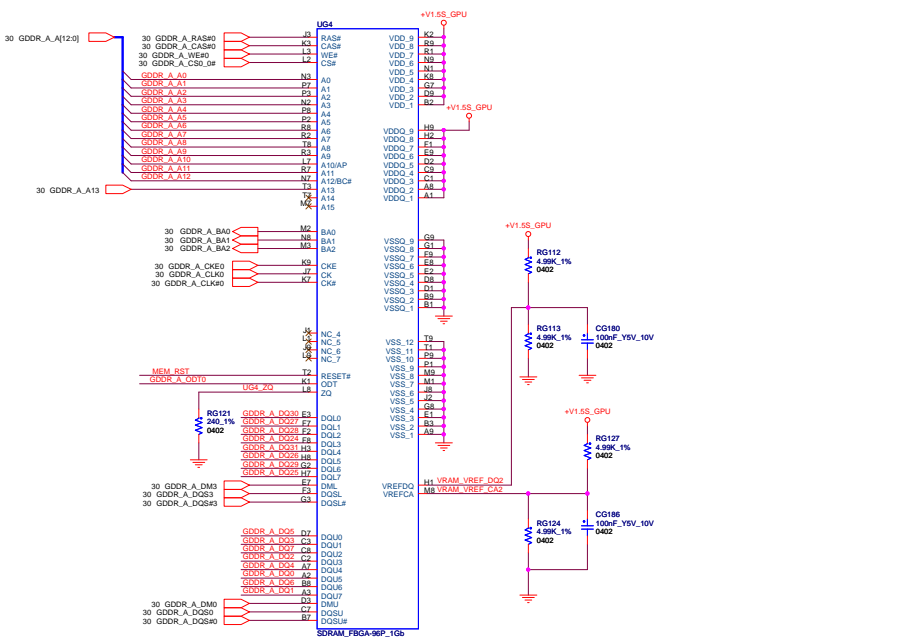 UG4
+V1.5S_GPU
30 GDDR_A_A[12:0]
30 GDDR_A_RAS#0 J3 RAS# VDD_9 K2
30 GDDR_A_CAS#0 K3 CAS# VDD_8 R9
30 GDDR_A_WE#0 L3 WE# VDD_7 R1
30 GDDR_A_CS0_0# L2 CS# VDD_6 N9
VDD_5 N1
GDDR_A_A0 N3 A0 VDD_4 K8
GDDR_A_A1 P7 A1 VDD_3 G7
GDDR_A_A2 P3 A2 VDD_2 D9
GDDR_A_A3 N2 A3 VDD_1 B2
GDDR_A_A4 P8 A4
+V1.5S_GPU
GDDR_A_A5 P2 A5
GDDR_A_A6 R8 A6 VDDQ_9 H9
GDDR_A_A7 R2 A7 VDDQ_8 H2
GDDR_A_A8 T8 A8 VDDQ_7 F1
GDDR_A_A9 R3 A9 VDDQ_6 E9
GDDR_A_A10 L7 A10/AP VDDQ_5 D2
GDDR_A_A11 R7 A11 VDDQ_4 C9
GDDR_A_A12 N7 A12/BC# VDDQ_3 C1
30 GDDR_A_A13 T3 A13 VDDQ_2 A8
A14 VDDQ_1 A1
A15
+V1.5S_GPU
30 GDDR_A_BA0 M2 BA0 VSSQ_9 G9
30 GDDR_A_BA1 N8 BA1 VSSQ_8 G1
30 GDDR_A_BA2 M3 BA2 VSSQ_7 F9
VSSQ_6 E8
30 GDDR_A_CKE0 K9 CKE VSSQ_5 E2
30 GDDR_A_CLK0 J7 CK VSSQ_4 D8
30 GDDR_A_CLK#0 K7 CK# VSSQ_3 D1
VSSQ_2 B9
VSSQ_1 B1
RG112
4.99K_1%
0402
RG113
4.99K_1%
0402
CG180
100nF_Y5V_10V
0402
NC_4 VSS_12 T9
NC_5 VSS_11 T1
NC_6 VSS_10 P9
NC_7 VSS_9 P1
VSS_8 M9
MEM_RST T2 RESET# VSS_7 M1
GDDR_A_ODT0 K1 ODT VSS_6 J8
UG4_ZQ L8 ZQ VSS_5 J2
VSS_4 G8
VSS_3 E1
VSS_2 B3
VSS_1 A9
RG121
240_1%
0402
GDDR_A_DQ30 E3 DQL0
GDDR_A_DQ27 F7 DQL1
GDDR_A_DQ28 F2 DQL2
GDDR_A_DQ24 F8 DQL3
GDDR_A_DQ31 H3 DQL4
GDDR_A_DQ26 H8 DQL5
GDDR_A_DQ29 G2 DQL6
GDDR_A_DQ25 H7 DQL7
30 GDDR_A_DM3 E7 DML VREFDQ H1 VRAM_VREF_DQ2
30 GDDR_A_DQS3 F3 DQSL VREFCA M8 VRAM_VREF_CA2
30 GDDR_A_DQS#3 G3 DQSL#
+V1.5S_GPU
RG127
4.99K_1%
0402
RG124
4.99K_1%
0402
CG186
100nF_Y5V_10V
0402
GDDR_A_DQ5 D7 DQU0
GDDR_A_DQ3 C3 DQU1
GDDR_A_DQ7 C8 DQU2
GDDR_A_DQ2 C2 DQU3
GDDR_A_DQ4 A7 DQU4
GDDR_A_DQ0 A2 DQU5
GDDR_A_DQ6 B8 DQU6
GDDR_A_DQ1 A3 DQU7
30 GDDR_A_DM0 D3 DMU
30 GDDR_A_DQS0 C7 DQSU
30 GDDR_A_DQS#0 B7 DQSU#
SDRAM_FBGA-96P_1Gb